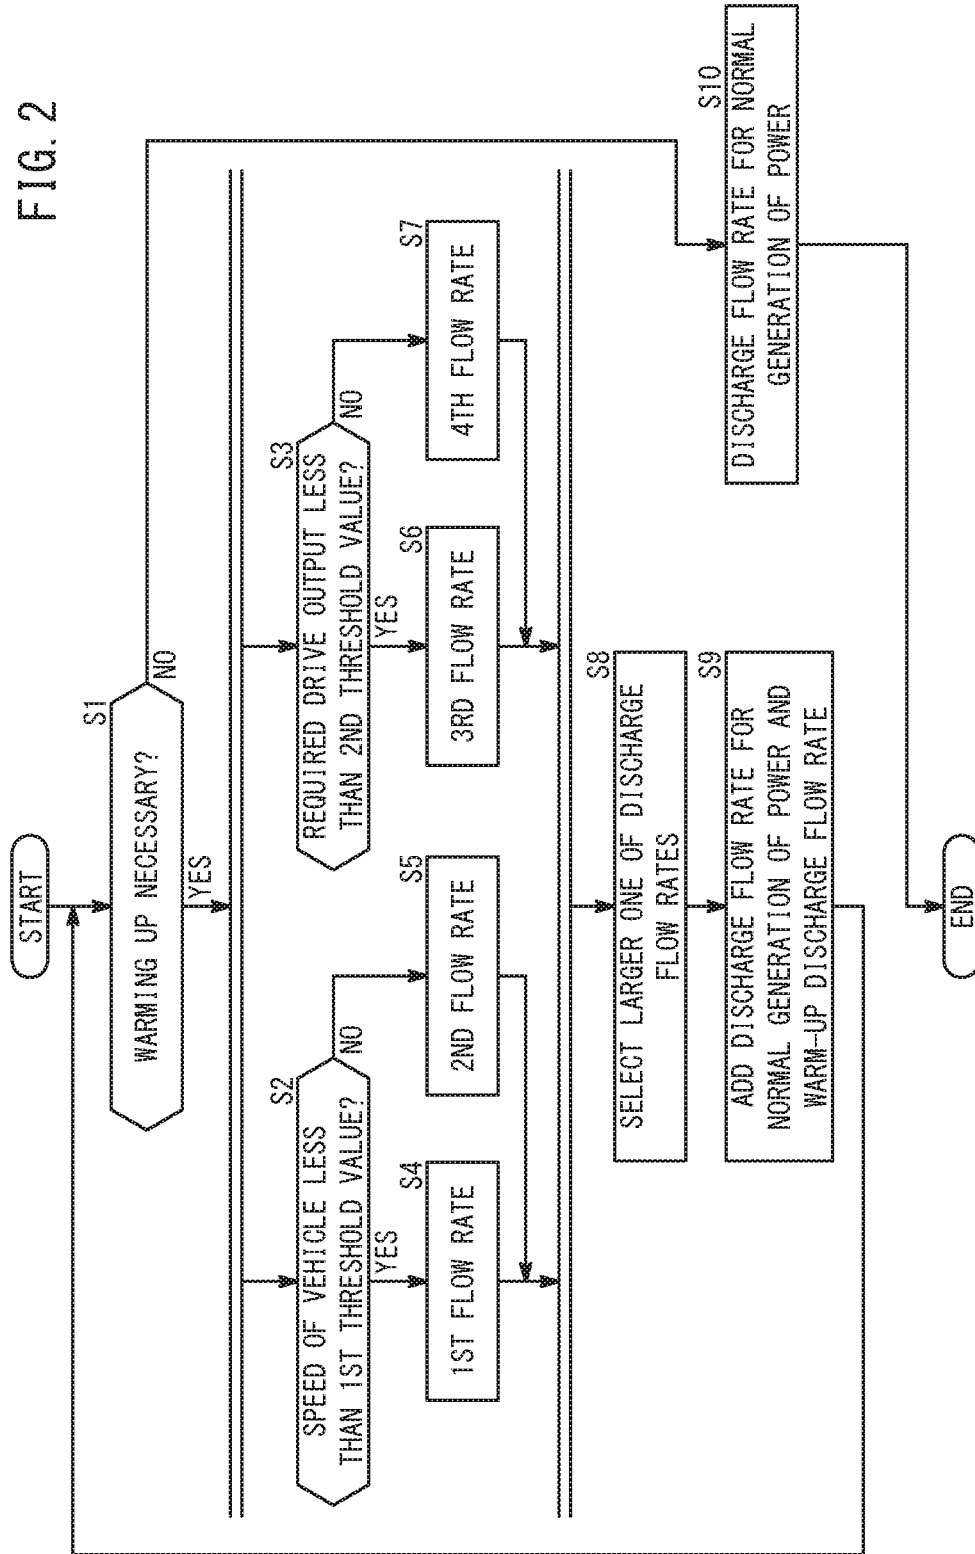 FIG. 2
START
S1
WARMING UP NECESSARY?
NO
YES
S2
SPEED OF VEHICLE LESS
THAN 1ST THRESHOLD VALUE?
NO
YES
S3
REQUIRED DRIVE OUTPUT LESS
THAN 2ND THRESHOLD VALUE?
NO
YES
S4
1ST FLOW RATE
S5
2ND FLOW RATE
S6
3RD FLOW RATE
S7
4TH FLOW RATE
S8
SELECT LARGER ONE OF DISCHARGE
FLOW RATES
S9
ADD DISCHARGE FLOW RATE FOR
NORMAL GENERATION OF POWER AND
WARM-UP DISCHARGE FLOW RATE
S10
DISCHARGE FLOW RATE FOR NORMAL
GENERATION OF POWER
END